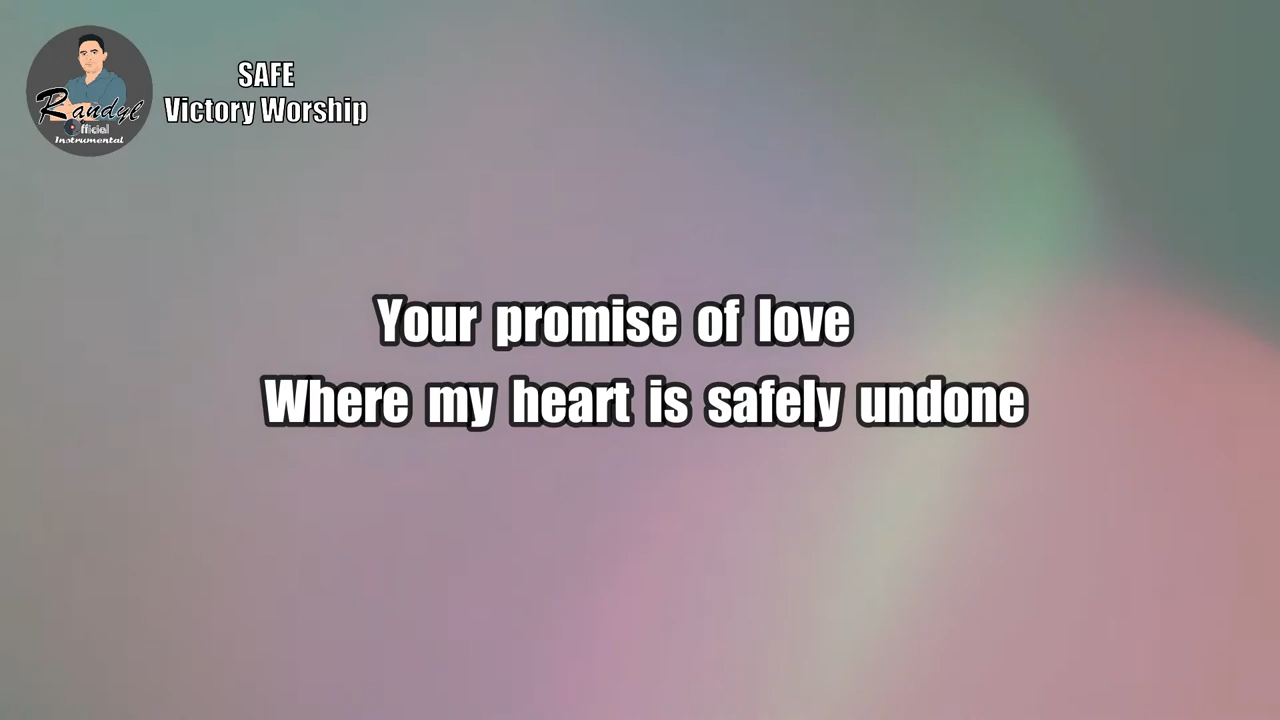 SAFE
Victory Worship
Randyl
Official
Instrumental
Your promise of love
Where my heart is safely undone